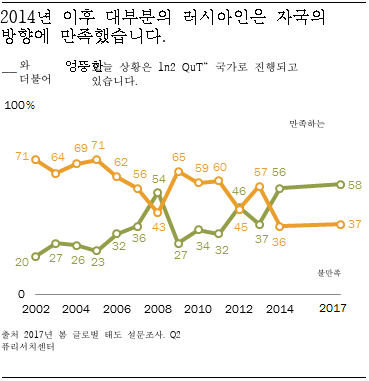 2014년 이후 대부분의 러시아인은 자국의
방향에 만족했습니다.
__와 더불어 엉뚱한늘 상황은 ln2 QuT“ 국가로 진행되고
있습니다.
100%
만족하는
71 64 69 71 62 56 54 65 59 60 46 57 56 58
20 27 26 23 32 36 43 27 34 32 45 37 36 37
불만족
0
2002 2004 2006 2008 2010 2012 2014 2017
출처 2017년 봄 글로벌 태도 설문조사. Q2
퓨리서치센터